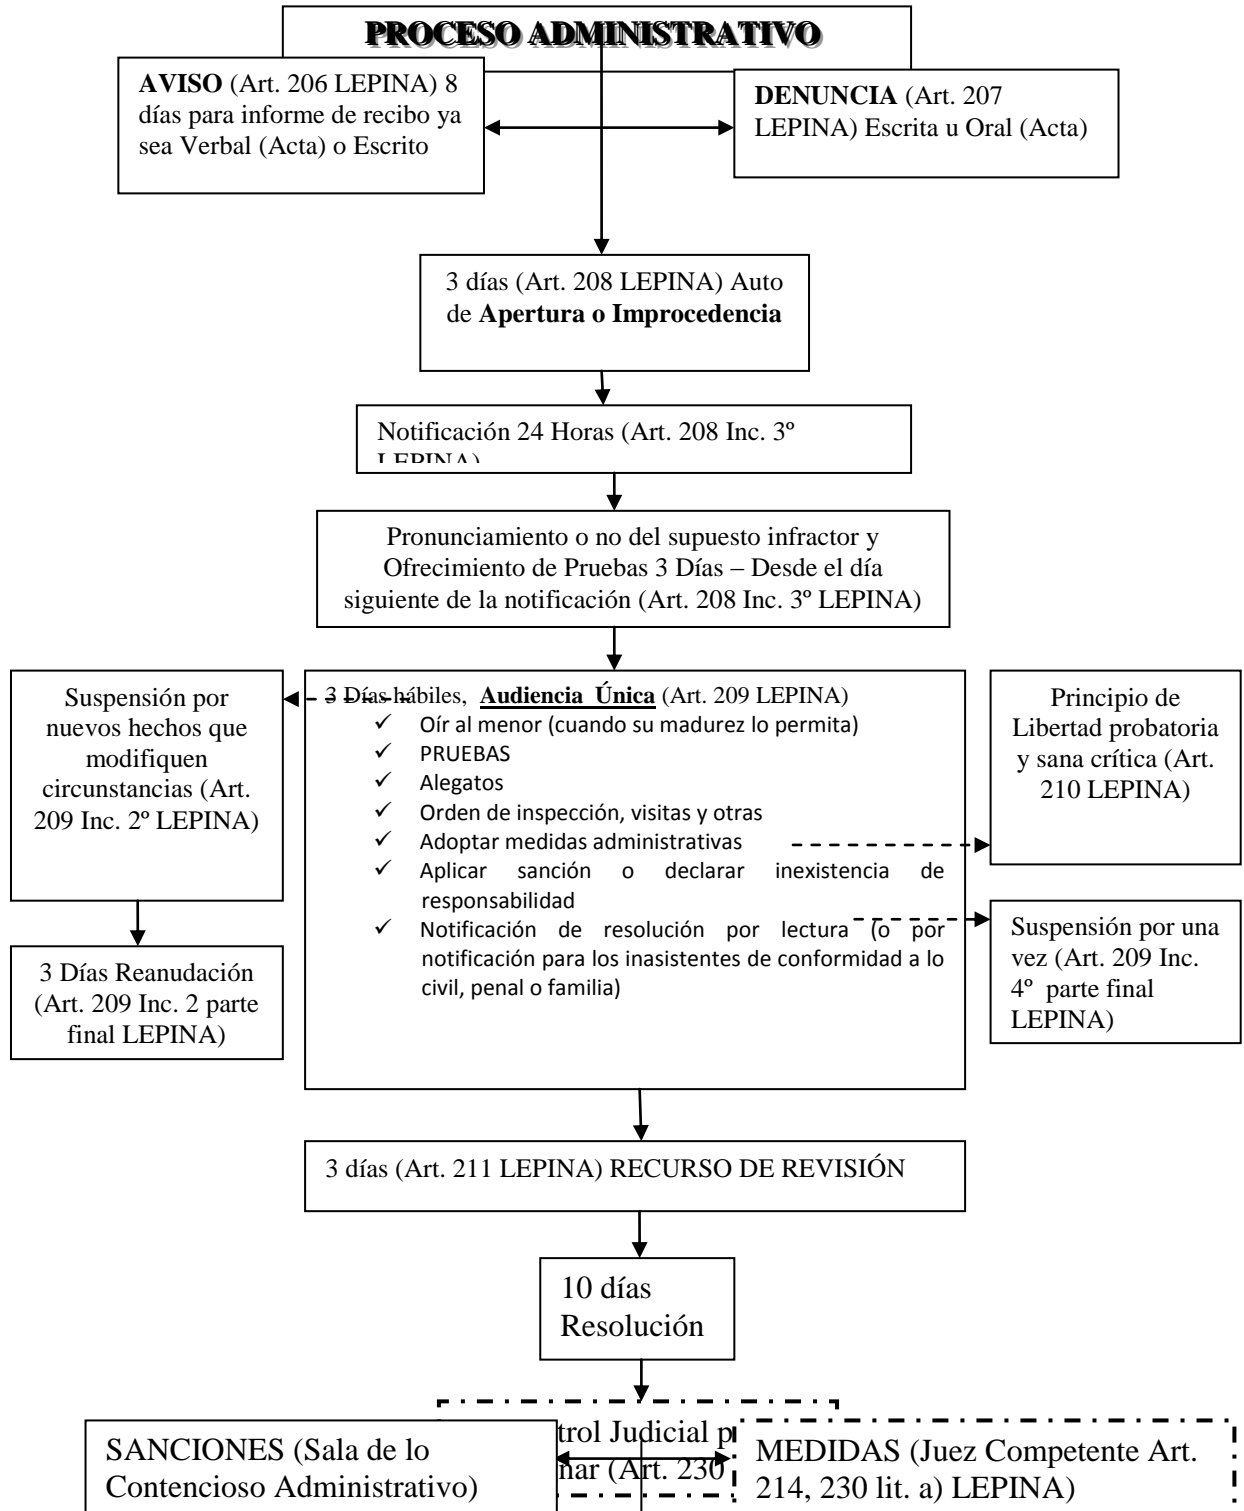 PROCESO ADMINISTRATIVO
AVISO (Art. 206 LEPINA) 8
días para informe de recibo ya
sea Verbal (Acta) o Escrito
DENUNCIA (Art. 207
LEPINA) Escrita u Oral (Acta)
3 días (Art. 208 LEPINA) Auto
de Apertura o Improcedencia
Notificación 24 Horas (Art. 208 Inc. 3º
LEPINA)
Pronunciamiento o no del supuesto infractor y
Ofrecimiento de Pruebas 3 Días – Desde el día
siguiente de la notificación (Art. 208 Inc. 3º LEPINA)
Suspensión por
nuevos hechos que
modifiquen
circunstancias (Art.
209 Inc. 2º LEPINA)
3 Días Reanudación
(Art. 209 Inc. 2 parte
final LEPINA)
3 Días hábiles, Audiencia Única (Art. 209 LEPINA)
✓ Oír al menor (cuando su madurez lo permita)
✓ PRUEBAS
✓ Alegatos
✓ Orden de inspección, visitas y otras
✓ Adoptar medidas administrativas
✓ Aplicar sanción o declarar inexistencia de
responsabilidad
✓ Notificación de resolución por lectura (o por
notificación para los inasistentes de conformidad a lo
civil, penal o familia)
Principio de
Libertad probatoria
y sana crítica (Art.
210 LEPINA)
Suspensión por una
vez (Art. 209 Inc.
4º parte final
LEPINA)
3 días (Art. 211 LEPINA) RECURSO DE REVISIÓN
10 días
Resolución
trol Judicial p
nar (Art. 230
SANCIONES (Sala de lo
Contencioso Administrativo)
MEDIDAS (Juez Competente Art.
214, 230 lit. a) LEPINA)